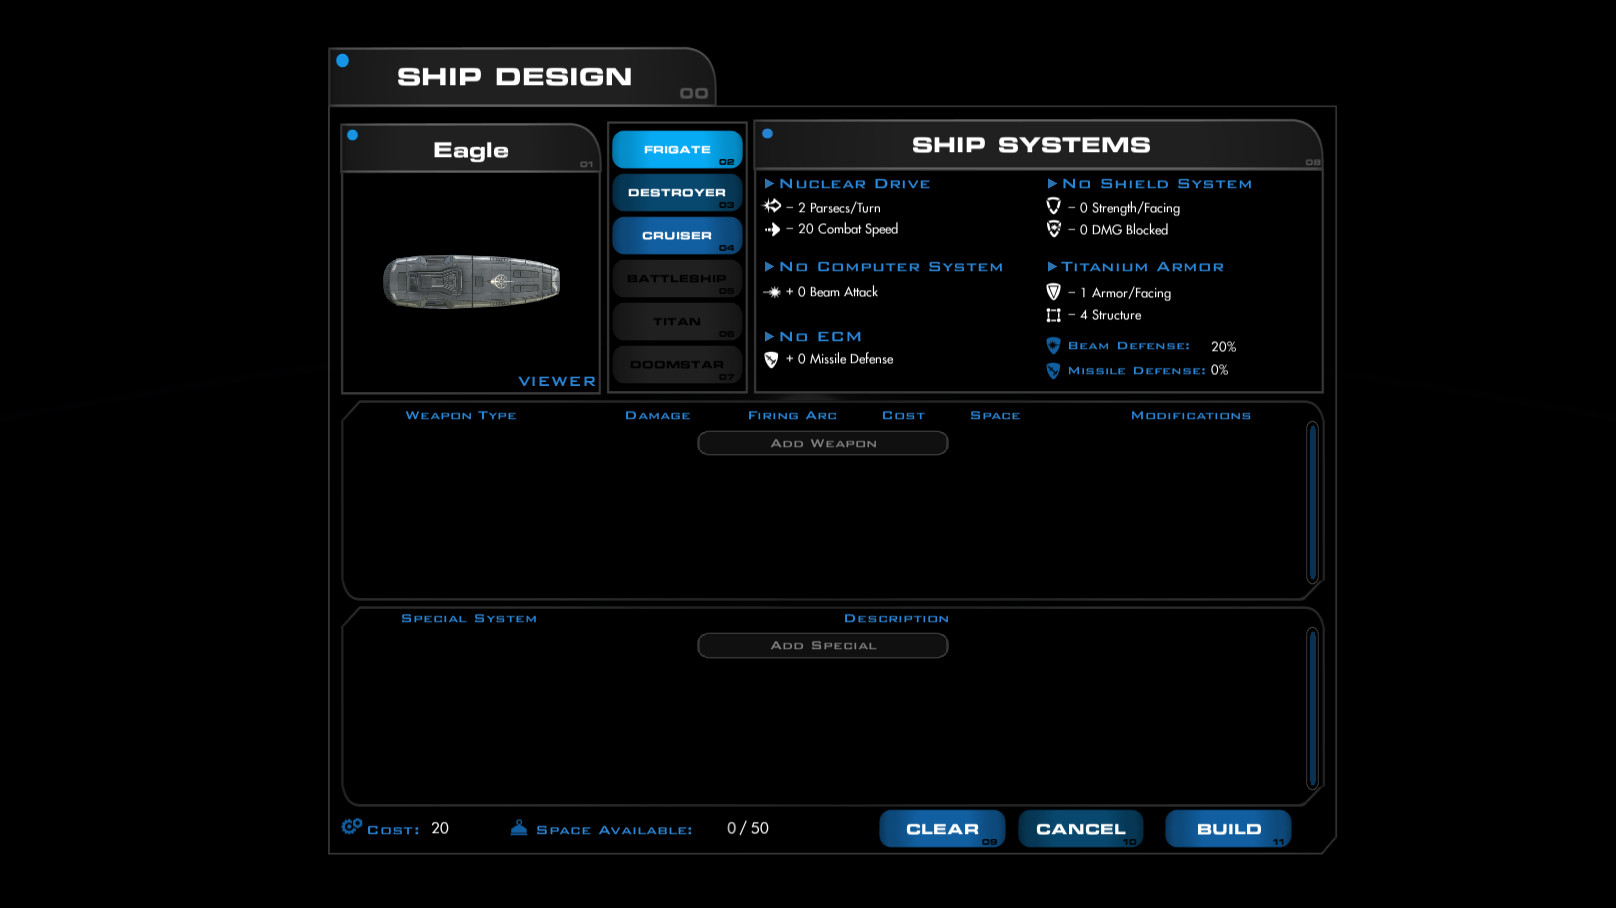 SHIP DESIGN
00
Eagle
01
VIEWER
FRIGATE
02
DESTROYER
03
CRUISER
04
BATTLESHIP
05
TITAN
06
DOOMSTAR
07
SHIP SYSTEMS
08
NUCLEAR DRIVE
– 2 Parsecs/Turn
– 20 Combat Speed
NO COMPUTER SYSTEM
+ 0 Beam Attack
NO ECM
+ 0 Missile Defense
NO SHIELD SYSTEM
– 0 Strength/Facing
– 0 DMG Blocked
TITANIUM ARMOR
– 1 Armor/Facing
– 4 Structure
BEAM DEFENSE: 20%
MISSILE DEFENSE: 0%
WEAPON TYPE DAMAGE FIRING ARC COST SPACE MODIFICATIONS
ADD WEAPON
SPECIAL SYSTEM DESCRIPTION
ADD SPECIAL
COST: 20 SPACE AVAILABLE: 0 / 50
CLEAR
09
CANCEL
10
BUILD
11